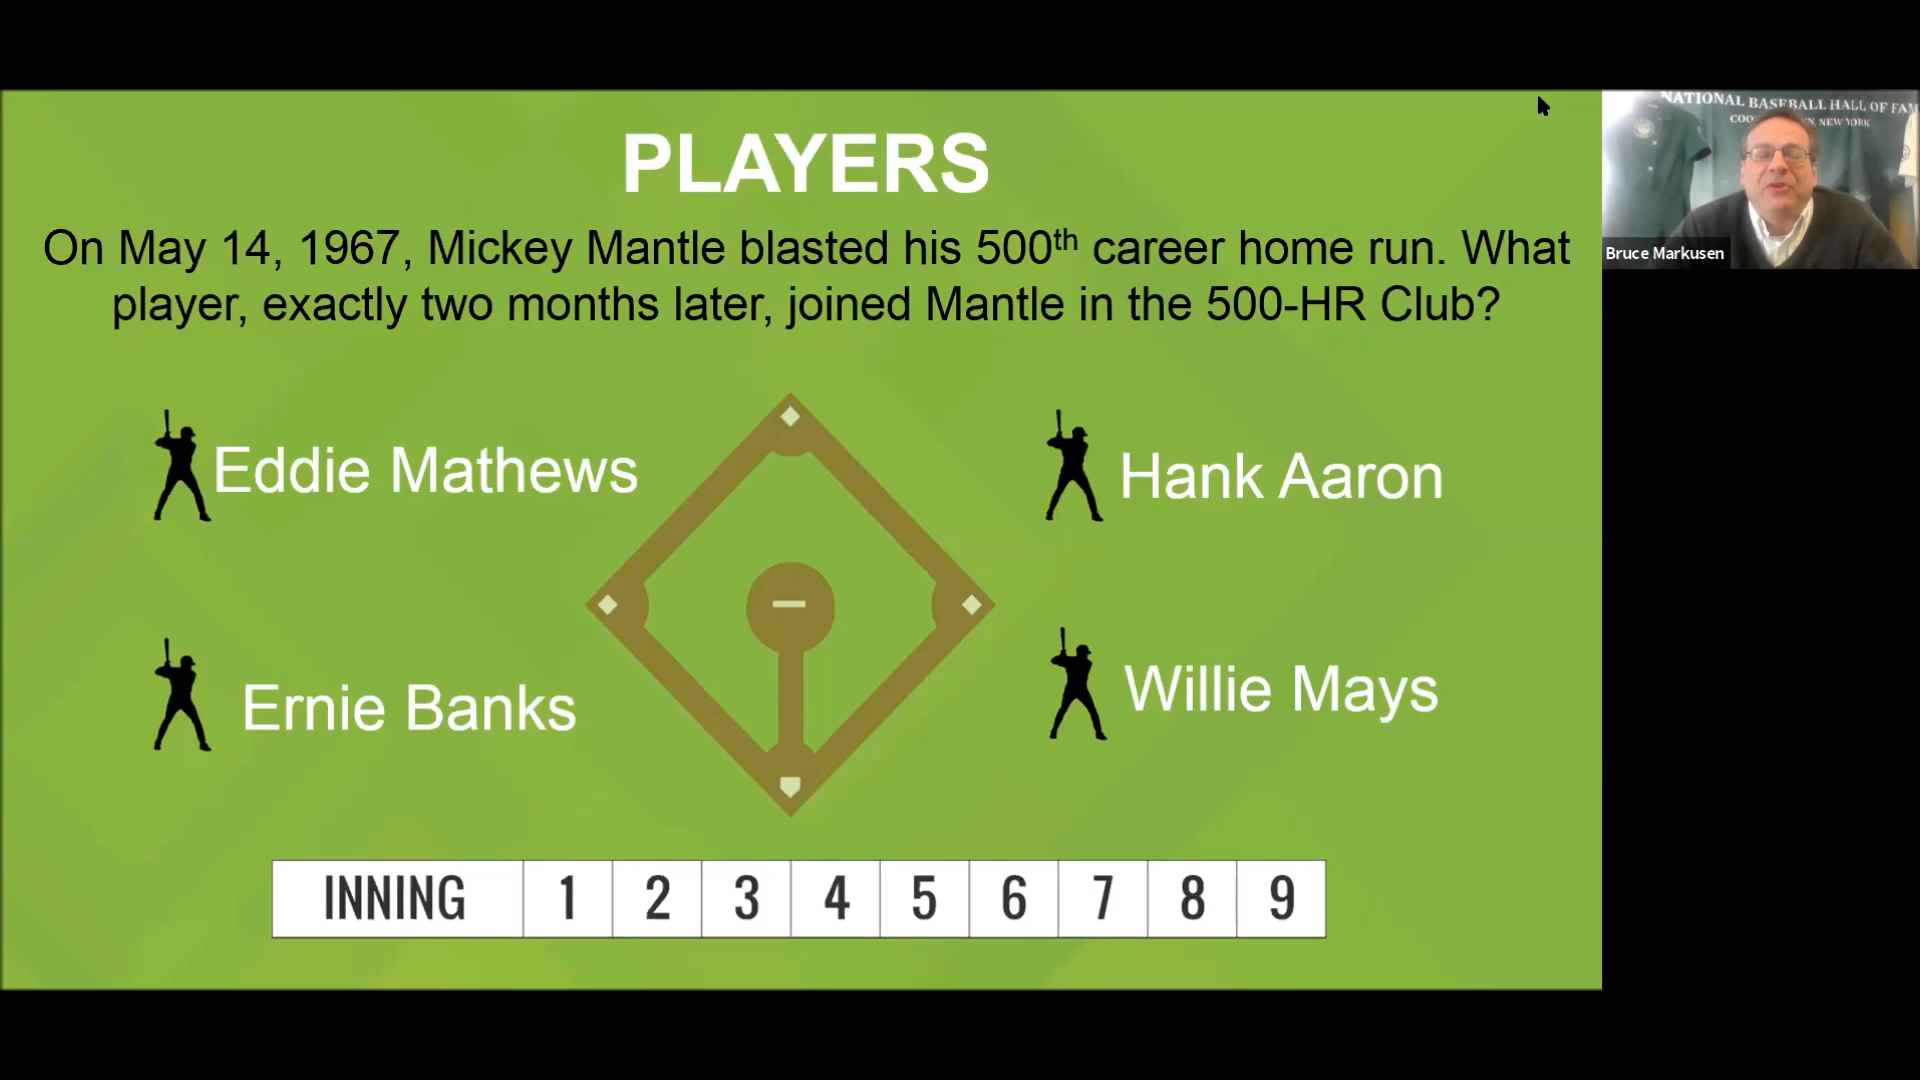 PLAYERS
On May 14, 1967, Mickey Mantle blasted his 500th career home run. What
player, exactly two months later, joined Mantle in the 500-HR Club?
Eddie Mathews
Hank Aaron
Ernie Banks
Willie Mays
INNING 1 2 3 4 5 6 7 8 9
NATIONAL BASEBALL HALL OF FAM
NEW YORK
Bruce Markusen